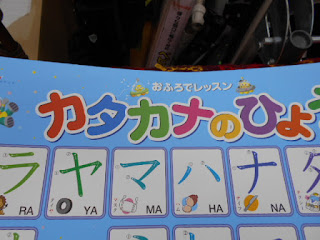 おふろでレッスン
カタカナのひょう
ラ ヤ マ ハ ナ タ
RA YA MA HA NA